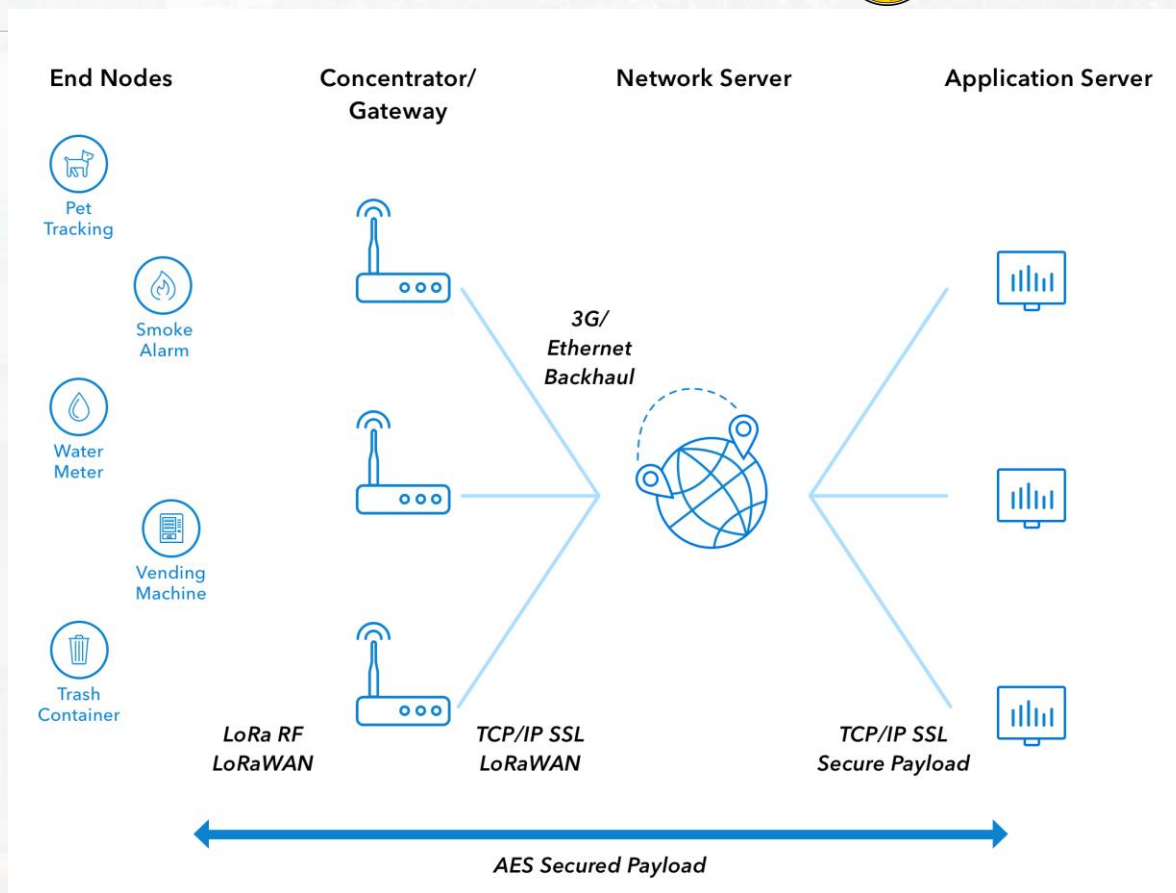 End Nodes
Concentrator/
Gateway
Network Server
Application Server
Pet
Tracking
Smoke
Alarm
Water
Meter
Vending
Machine
Trash
Container
3G/
Ethernet
Backhaul
LoRa RF
LoRaWAN
TCP/IP SSL
LoRaWAN
TCP/IP SSL
Secure Payload
AES Secured Payload